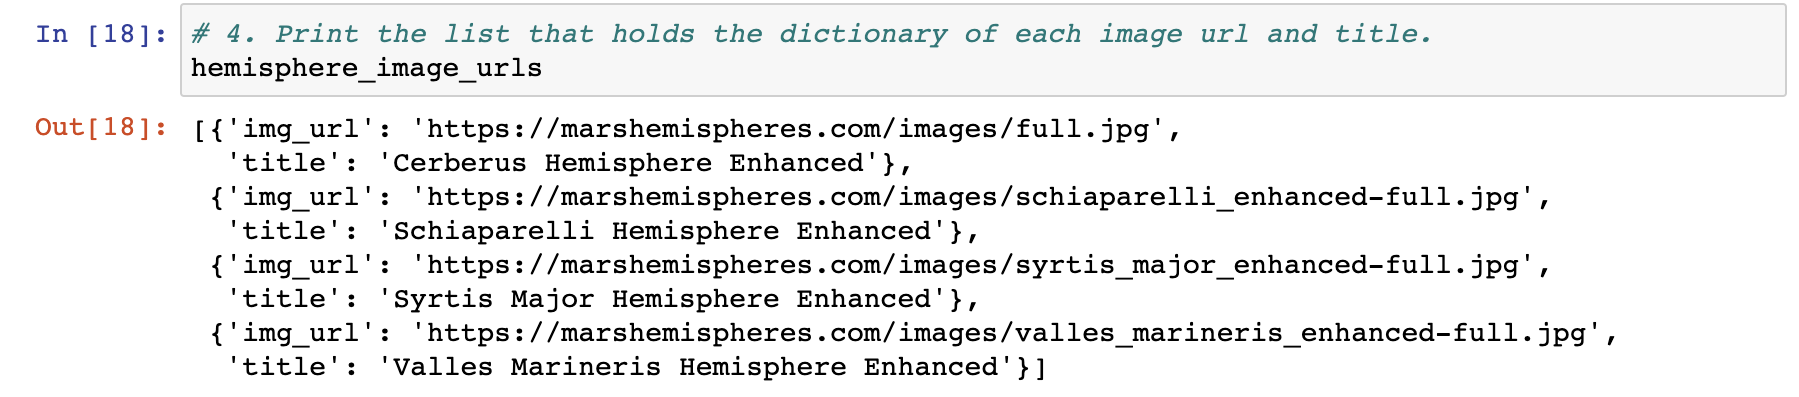 In [18]: # 4. Print the list that holds the dictionary of each image url and title.
hemisphere_image_urls
Out[18]: [{'img_url': 'https://marshemispheres.com/images/full.jpg',
'title': 'Cerberus Hemisphere Enhanced'},
{'img_url': 'https://marshemispheres.com/images/schiaparelli_enhanced-full.jpg',
'title': 'Schiaparelli Hemisphere Enhanced'},
{'img_url': 'https://marshemispheres.com/images/syrtis_major_enhanced-full.jpg',
'title': 'Syrtis Major Hemisphere Enhanced'},
{'img_url': 'https://marshemispheres.com/images/valles_marineris_enhanced-full.jpg',
'title': 'Valles Marineris Hemisphere Enhanced'}]